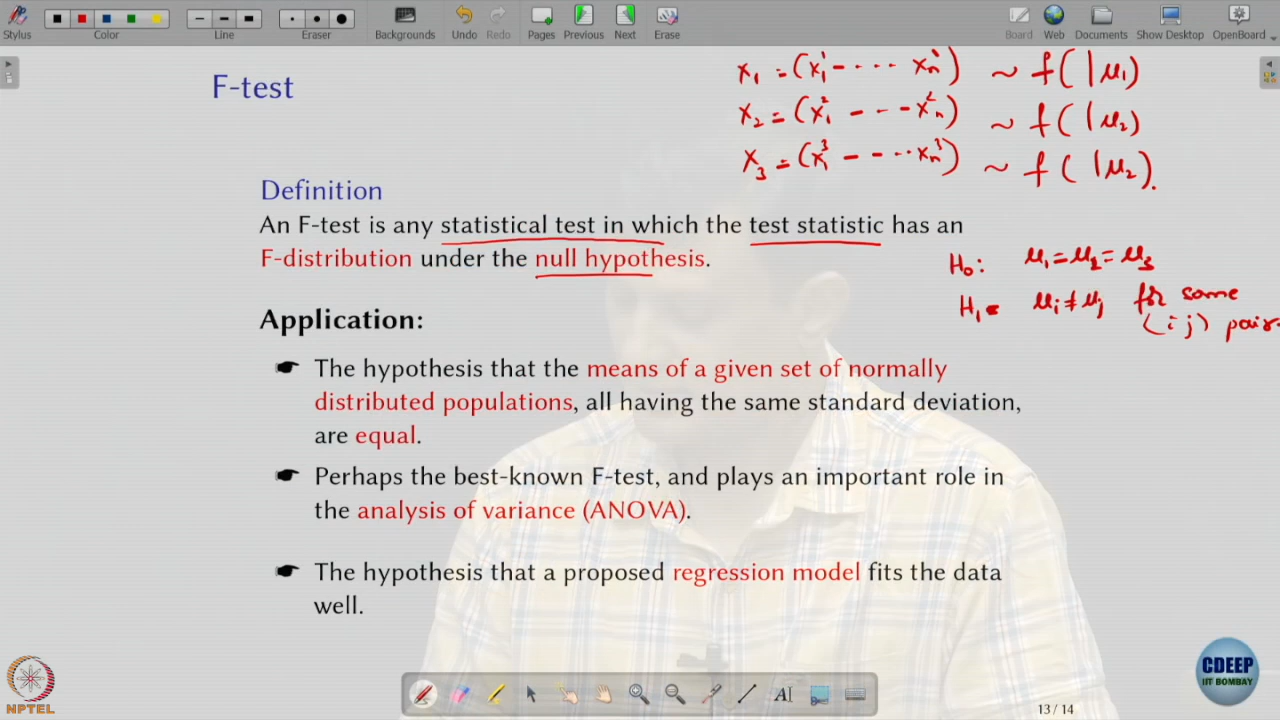 Stylus
Color
Line
Eraser
Backgrounds
Undo
Redo
Pages
Previous
Next
Erase
Board
Web
Documents
Show Desktop
OpenBoard
F-test
x₁ = (x₁¹ - - - - xₙ¹) ~ f( |μ₁)
x₂ = (x₁² - - - x²ₙ) ~ f( |μ₂)
x₃ = (x₁³ - - - - xₙ³) ~ f( |μ₂).
Definition
An F-test is any statistical test in which the test statistic has an
F-distribution under the null hypothesis.
H₀: μ₁ = μ₂ = μ₃
H₁ = μᵢ ≠ μⱼ for some
(i j) pair
Application:
☛ The hypothesis that the means of a given set of normally
distributed populations, all having the same standard deviation,
are equal.
☛ Perhaps the best-known F-test, and plays an important role in
the analysis of variance (ANOVA).
☛ The hypothesis that a proposed regression model fits the data
well.
NPTEL
AI
CDEEP
IIT BOMBAY
13 / 14